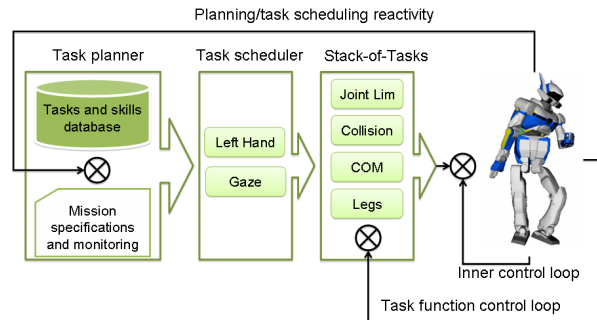 Planning/task scheduling reactivity
Task planner
Task scheduler
Stack-of-Tasks
Tasks and skills
database
Mission
specifications
and monitoring
Left Hand
Gaze
Joint Lim
Collision
COM
Legs
Inner control loop
Task function control loop